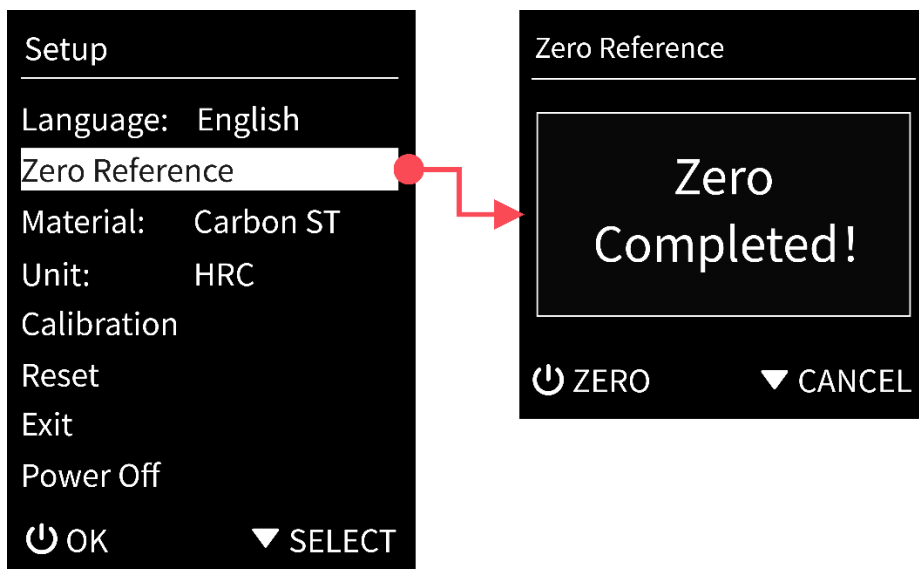 Setup
Language: English
Zero Reference
Material: Carbon ST
Unit: HRC
Calibration
Reset
Exit
Power Off
OK SELECT
Zero Reference
Zero
Completed!
ZERO CANCEL